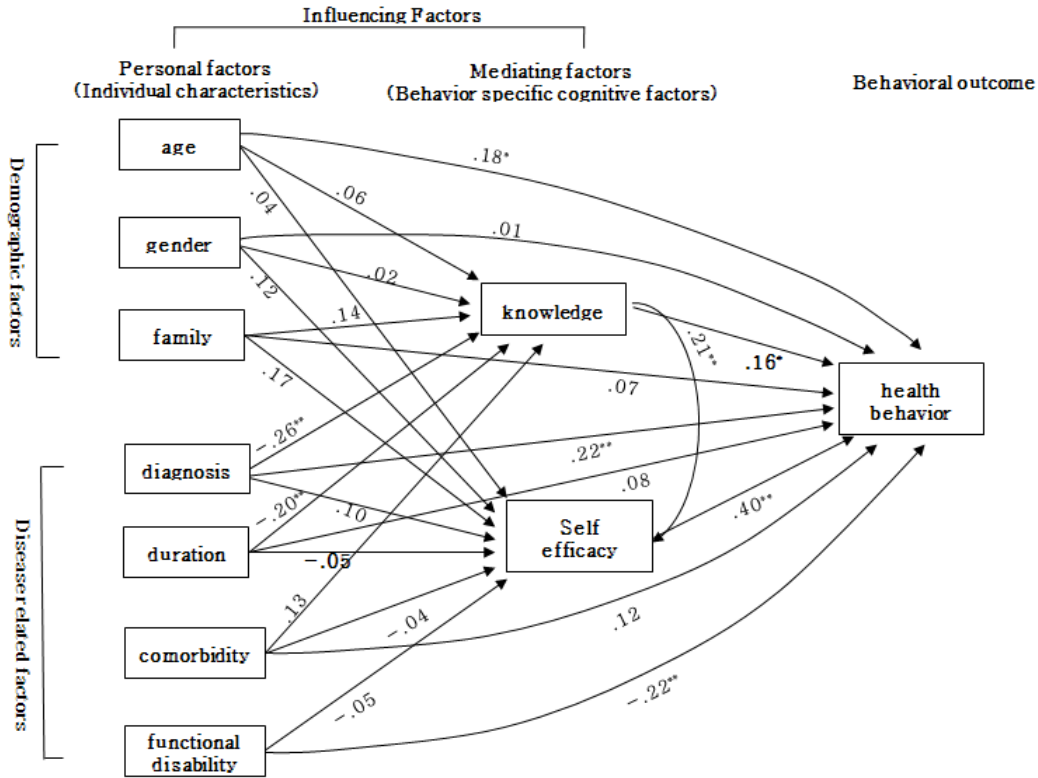 Influencing Factors
Personal factors
(Individual characteristics)
Mediating factors
(Behavior specific cognitive factors)
Behavioral outcome
Demographic factors
age
gender
family
.18*
.06
.04
.01
.02
.12
.14
.17
.07
knowledge
.21**
.16*
health
behavior
Disease related factors
diagnosis
duration
comorbidity
functional
disability
-.26**
.22**
.10
-.20**
.08
-.05
Self
efficacy
.40**
.13
-.04
.12
-.05
-.22**